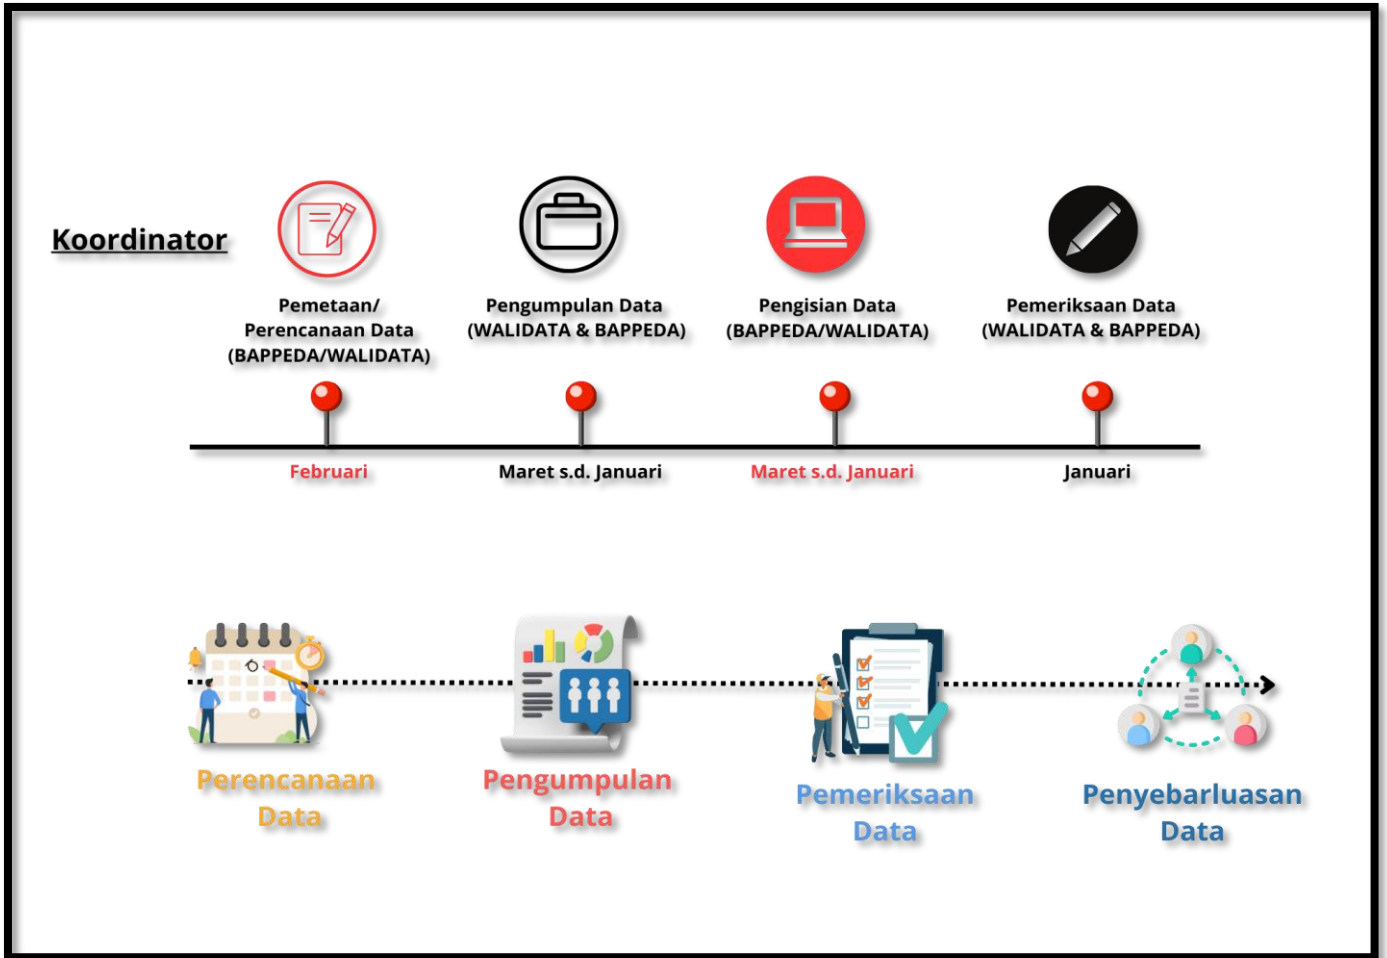 Koordinator
Pemetaan/
Perencanaan Data
(BAPPEDA/WALIDATA)
Pengumpulan Data
(WALIDATA & BAPPEDA)
Pengisian Data
(BAPPEDA/WALIDATA)
Pemeriksaan Data
(WALIDATA & BAPPEDA)
Februari
Maret s.d. Januari
Maret s.d. Januari
Januari
Perencanaan
Data
Pengumpulan
Data
Pemeriksaan
Data
Penyebarluasan
Data